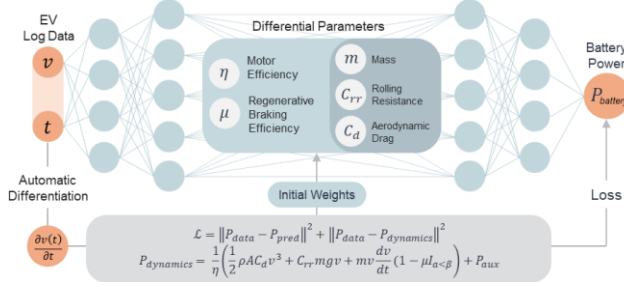 EV
Log Data
v
t
Automatic
Differentiation
∂v(t)
∂t
Differential Parameters
η Motor
Efficiency
μ Regenerative
Braking
Efficiency
m Mass
C_rr Rolling
Resistance
C_d Aerodynamic
Drag
Initial Weights
Battery
Power
P_battery
Loss
ℒ = ‖P_data − P_pred‖² + ‖P_data − P_dynamics‖²
P_dynamics = 1/η (1/2 ρAC_d v³ + C_rr mgv + mv dv/dt (1 − μI_a<β)) + P_aux